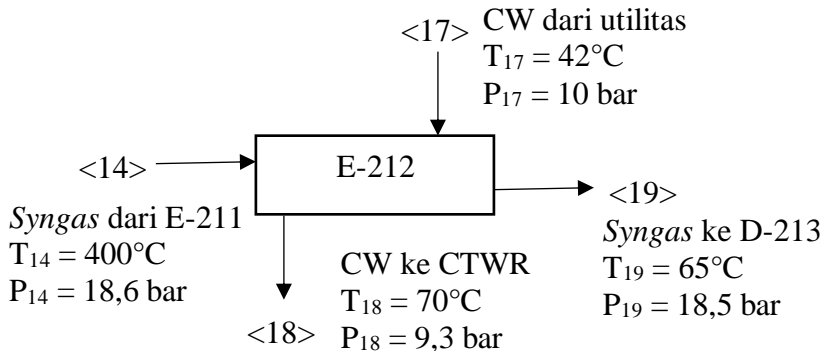 <17> CW dari utilitas
T₁₇ = 42°C
P₁₇ = 10 bar
<14>
E-212
<19>
Syngas dari E-211
T₁₄ = 400°C
P₁₄ = 18,6 bar
Syngas ke D-213
T₁₉ = 65°C
P₁₉ = 18,5 bar
CW ke CTWR
T₁₈ = 70°C
P₁₈ = 9,3 bar
<18>